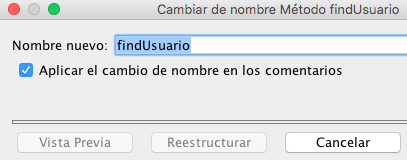 Cambiar de nombre Método findUsuario
Nombre nuevo: findUsuario
Aplicar el cambio de nombre en los comentarios
Vista Previa Reestructurar Cancelar